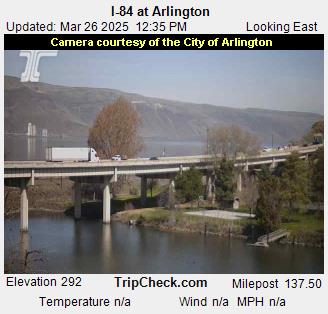 I-84 at Arlington
Updated: Mar 26 2025 12:35 PM Looking East
Camera courtesy of the City of Arlington
Elevation 292 TripCheck.com Milepost 137.50
Temperature n/a Wind n/a MPH n/a